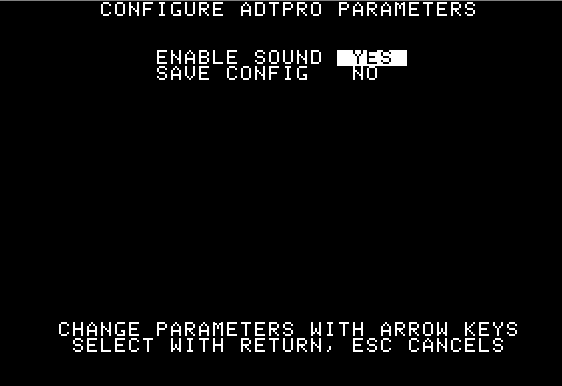 CONFIGURE ADTPRO PARAMETERS
ENABLE SOUND YES
SAVE CONFIG NO
CHANGE PARAMETERS WITH ARROW KEYS
SELECT WITH RETURN, ESC CANCELS